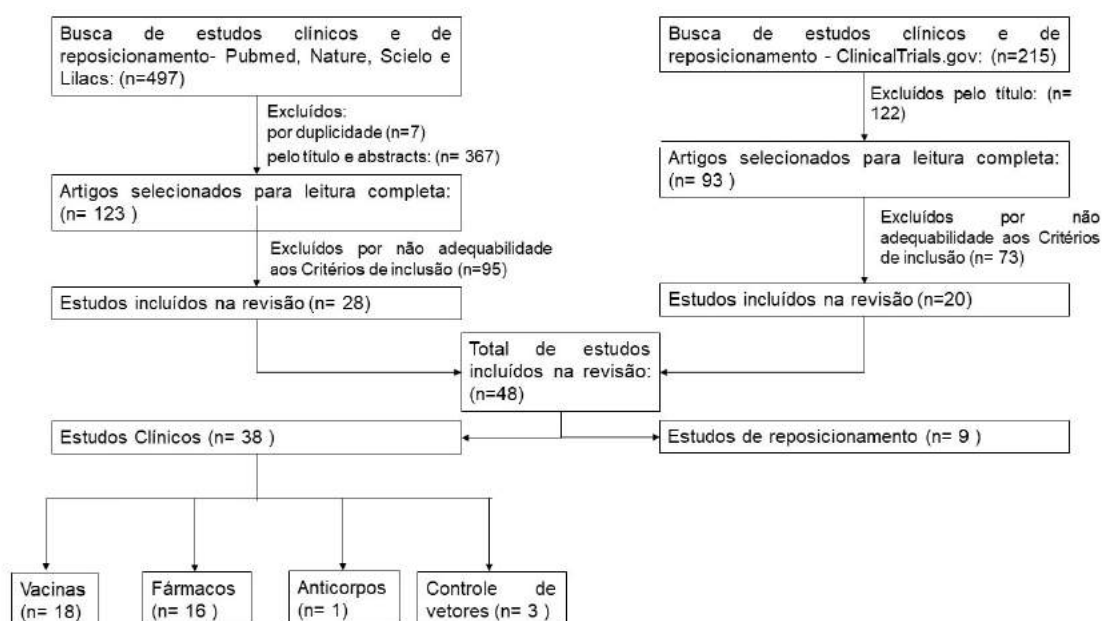 Busca de estudos clínicos e de
reposicionamento- Pubmed, Nature, Scielo e
Lilacs: (n=497)
Excluídos:
por duplicidade (n=7)
pelo título e abstracts: (n= 367)
Artigos selecionados para leitura completa:
(n= 123 )
Excluídos por não adequabilidade
aos Critérios de inclusão (n=95)
Estudos incluídos na revisão (n= 28)
Busca de estudos clínicos e de
reposicionamento - ClinicalTrials.gov: (n=215)
Excluídos pelo título: (n=
122)
Artigos selecionados para leitura completa:
(n= 93 )
Excluídos por não
adequabilidade aos Critérios
de inclusão (n= 73)
Estudos incluídos na revisão (n=20)
Total de estudos
incluídos na revisão:
(n=48)
Estudos Clínicos (n= 38 )
Estudos de reposicionamento (n= 9 )
Vacinas
(n= 18)
Fármacos
(n= 16 )
Anticorpos
(n= 1)
Controle de
vetores (n= 3 )